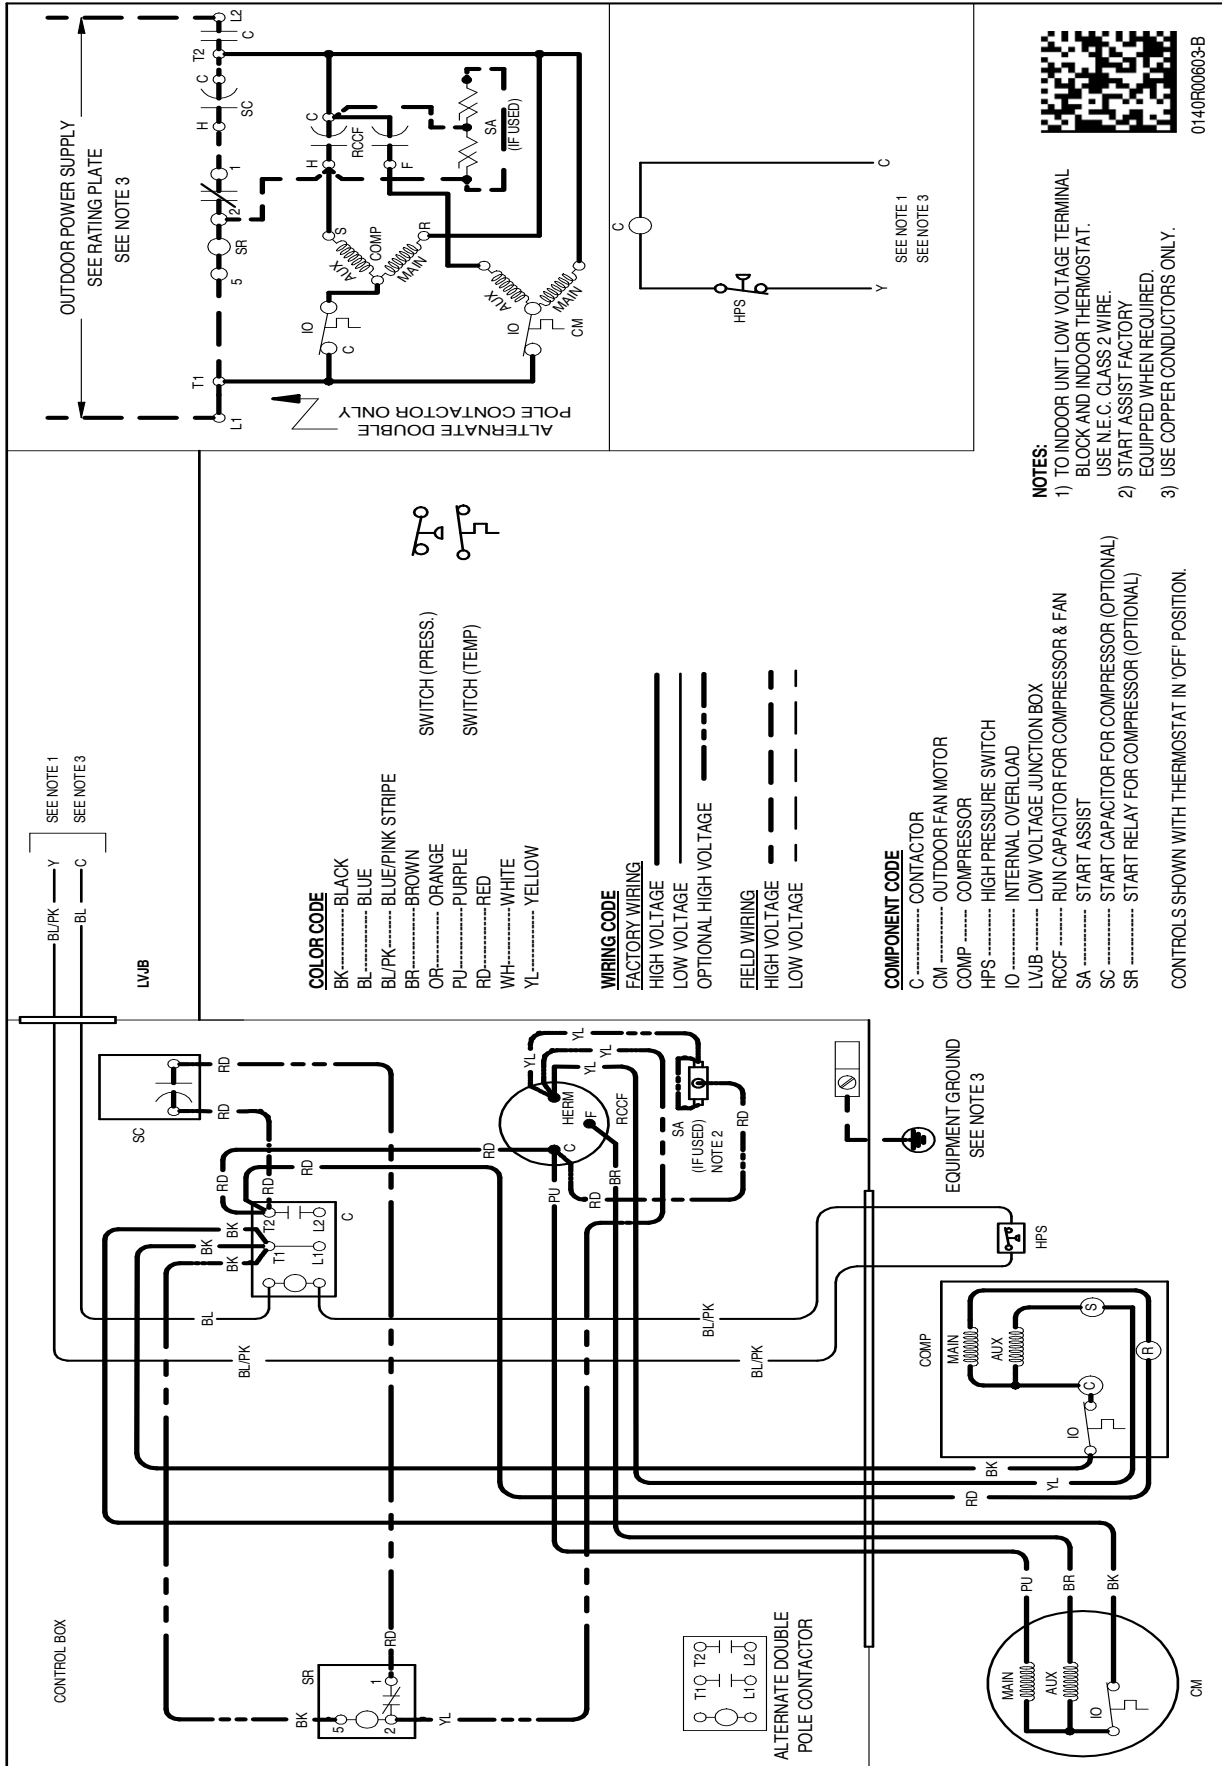 CONTROL BOX
SR
5
2
1
BK
RD
YL
BK
BK
BK
T1
T2
L1
L2
C
RD
RD
RD
RD
RD
RD
SC
BL
BL/PK
BL/PK
BL/PK
BL/PK
BL
Y
C
SEE NOTE 1
SEE NOTE 3
LVJB
ALTERNATE DOUBLE
POLE CONTACTOR
T1
T2
L1
L2
C
HERM
F
RCCF
YL
YL
YL
YL
PU
RD
BR
SA
(IF USED)
NOTE 2
RD
EQUIPMENT GROUND
SEE NOTE 3
HPS
COMP
MAIN
AUX
S
R
C
IO
BK
YL
RD
PU
BR
BK
MAIN
AUX
IO
CM
COLOR CODE
BK---------- BLACK
BL---------- BLUE
BL/PK---------- BLUE/PINK STRIPE
BR---------- BROWN
OR---------- ORANGE
PU---------- PURPLE
RD---------- RED
WH---------- WHITE
YL---------- YELLOW
SWITCH (PRESS.)
SWITCH (TEMP)
WIRING CODE
FACTORY WIRING
HIGH VOLTAGE
LOW VOLTAGE
OPTIONAL HIGH VOLTAGE
FIELD WIRING
HIGH VOLTAGE
LOW VOLTAGE
COMPONENT CODE
C ---------- CONTACTOR
CM ---------- OUTDOOR FAN MOTOR
COMP ---------- COMPRESSOR
HPS ---------- HIGH PRESSURE SWITCH
IO ---------- INTERNAL OVERLOAD
LVJB ---------- LOW VOLTAGE JUNCTION BOX
RCCF ---------- RUN CAPACITOR FOR COMPRESSOR & FAN
SA ---------- START ASSIST
SC ---------- START CAPACITOR FOR COMPRESSOR (OPTIONAL)
SR ---------- START RELAY FOR COMPRESSOR (OPTIONAL)
CONTROLS SHOWN WITH THERMOSTAT IN 'OFF' POSITION.
OUTDOOR POWER SUPPLY
SEE RATING PLATE
SEE NOTE 3
L1
T1
5
SR
2
1
H
SC
C
T2
C
L2
ALTERNATE DOUBLE
POLE CONTACTOR ONLY
IO
C
S
AUX
COMP
MAIN
R
H
RCCF
C
F
SA
(IF USED)
AUX
MAIN
IO
CM
C
HPS
Y
C
SEE NOTE 1
SEE NOTE 3
NOTES:
1) TO INDOOR UNIT LOW VOLTAGE TERMINAL
BLOCK AND INDOOR THERMOSTAT.
USE N.E.C. CLASS 2 WIRE.
2) START ASSIST FACTORY
EQUIPPED WHEN REQUIRED.
3) USE COPPER CONDUCTORS ONLY.
0140R00603-B